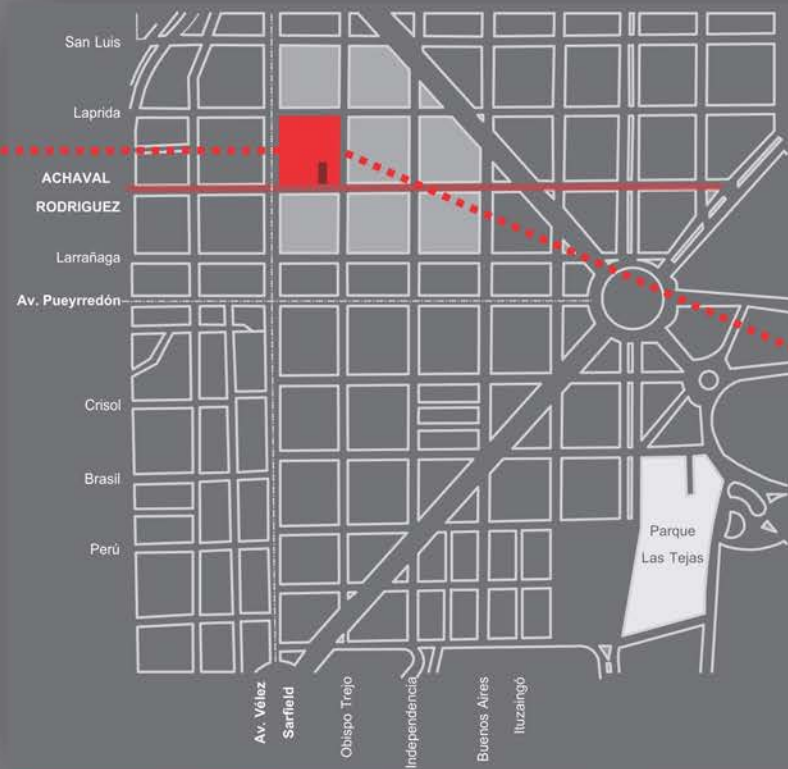 San Luis
Laprida
ACHAVAL
RODRIGUEZ
Larrañaga
Av. Pueyrredón
Crisol
Brasil
Perú
Parque
Las Tejas
Av. Vélez
Sarfield
Obispo Trejo
Independencia
Buenos Aires
Ituzaingó